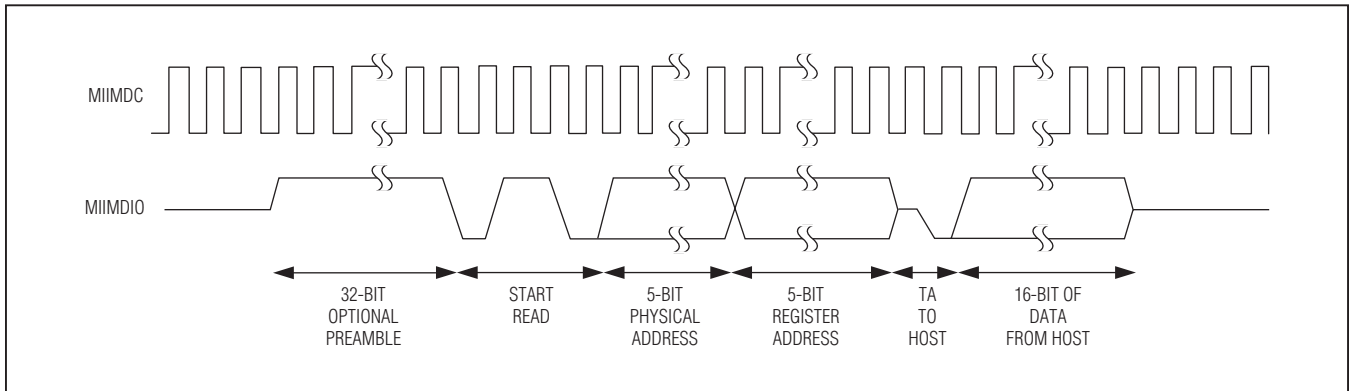 MIIMDC
MIIMDIO
32-BIT
OPTIONAL
PREAMBLE
START
READ
5-BIT
PHYSICAL
ADDRESS
5-BIT
REGISTER
ADDRESS
TA
TO
HOST
16-BIT OF
DATA
FROM HOST